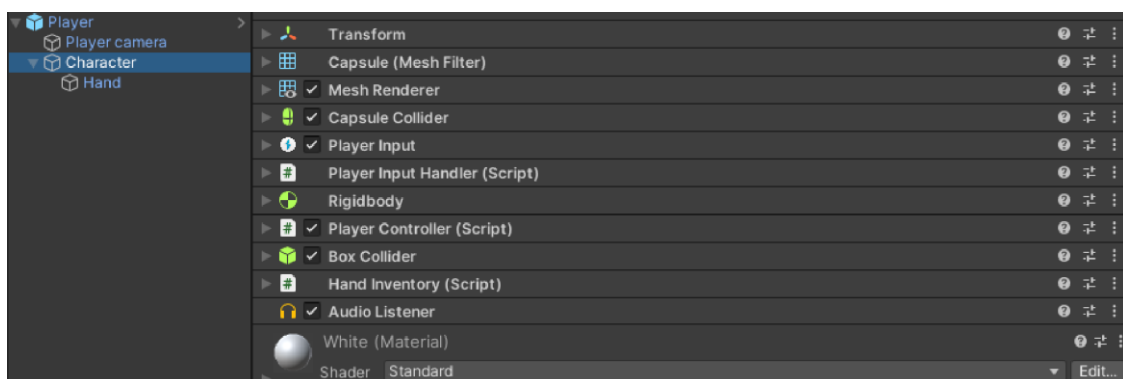 Player
Player camera
Character
Hand
Transform
Capsule (Mesh Filter)
Mesh Renderer
Capsule Collider
Player Input
Player Input Handler (Script)
Rigidbody
Player Controller (Script)
Box Collider
Hand Inventory (Script)
Audio Listener
White (Material)
Shader Standard Edit...